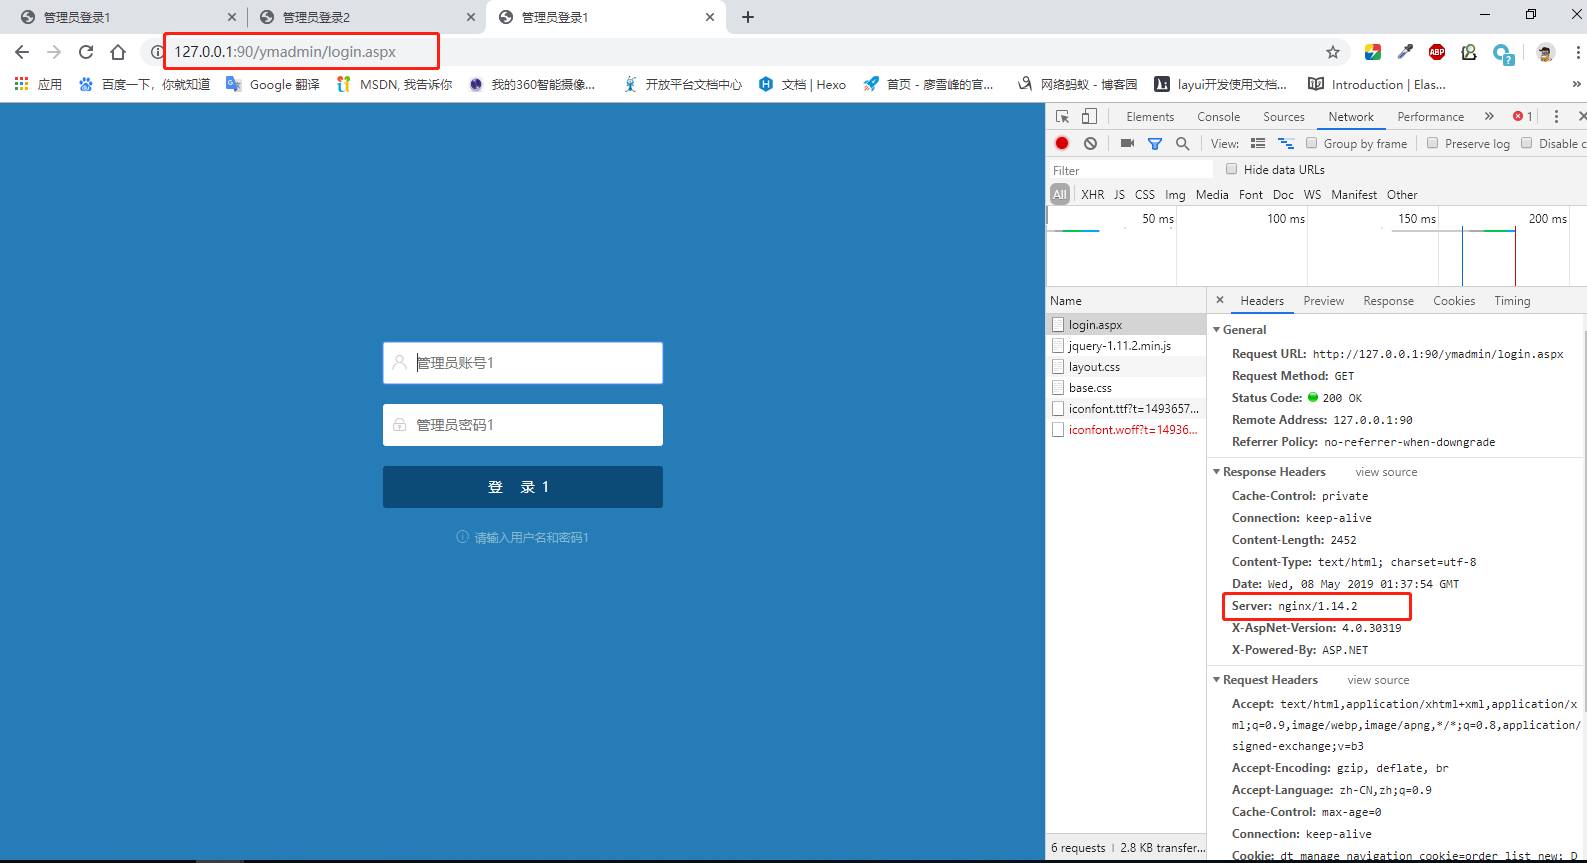 管理员登录1
管理员登录2
管理员登录1
127.0.0.1:90/ymadmin/login.aspx
应用
百度一下，你就知道
Google 翻译
MSDN, 我告诉你
我的360智能摄像...
开放平台文档中心
文档 | Hexo
首页 - 廖雪峰的官...
网络蚂蚁 - 博客园
layui开发使用文档...
Introduction | Elas...
»
管理员账号1
管理员密码1
登 录 1
请输入用户名和密码1
Elements Console Sources Network Performance » 1
View: Group by frame Preserve log Disable c
Filter Hide data URLs
All XHR JS CSS Img Media Font Doc WS Manifest Other
50 ms 100 ms 150 ms 200 ms
Name
login.aspx
jquery-1.11.2.min.js
layout.css
base.css
iconfont.ttf?t=1493657...
iconfont.woff?t=14936...
6 requests | 2.8 KB transfer...
× Headers Preview Response Cookies Timing
General
Request URL: http://127.0.0.1:90/ymadmin/login.aspx
Request Method: GET
Status Code: 200 OK
Remote Address: 127.0.0.1:90
Referrer Policy: no-referrer-when-downgrade
Response Headers view source
Cache-Control: private
Connection: keep-alive
Content-Length: 2452
Content-Type: text/html; charset=utf-8
Date: Wed, 08 May 2019 01:37:54 GMT
Server: nginx/1.14.2
X-AspNet-Version: 4.0.30319
X-Powered-By: ASP.NET
Request Headers view source
Accept: text/html,application/xhtml+xml,application/x
ml;q=0.9,image/webp,image/apng,*/*;q=0.8,application/
signed-exchange;v=b3
Accept-Encoding: gzip, deflate, br
Accept-Language: zh-CN,zh;q=0.9
Cache-Control: max-age=0
Connection: keep-alive
Cookie: dt_manage_navigation_cookie=order_list_new; D